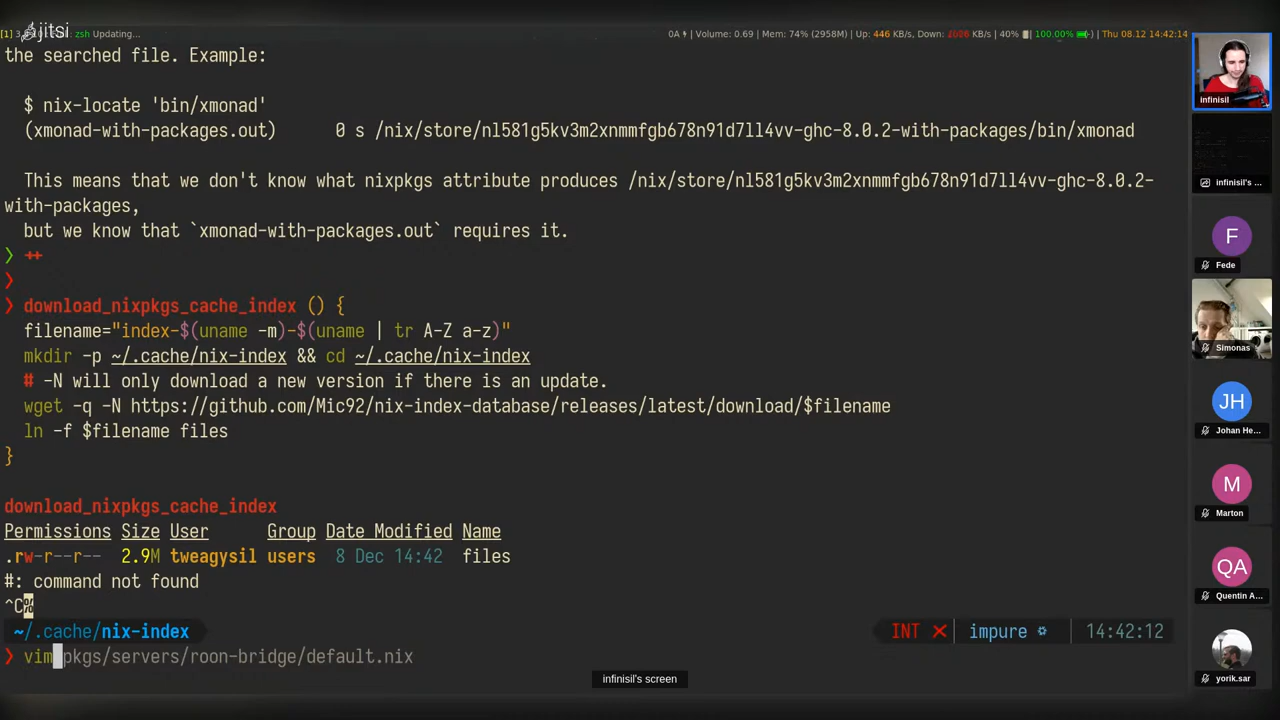 jitsi
[1] zsh Updating... 0A | Volume: 0.69 | Mem: 74% (2958M) | Up: 446 KB/s, Down: KB/s | 40% | 100.00% | Thu 08.12 14:42:14
the searched file. Example:
$ nix-locate 'bin/xmonad'
(xmonad-with-packages.out) 0 s /nix/store/nl581g5kv3m2xnmmfgb678n91d7ll4vv-ghc-8.0.2-with-packages/bin/xmonad
This means that we don't know what nixpkgs attribute produces /nix/store/nl581g5kv3m2xnmmfgb678n91d7ll4vv-ghc-8.0.2-
with-packages,
but we know that `xmonad-with-packages.out` requires it.
❯ ++
❯
❯ download_nixpkgs_cache_index () {
filename="index-$(uname -m)-$(uname | tr A-Z a-z)"
mkdir -p ~/.cache/nix-index && cd ~/.cache/nix-index
# -N will only download a new version if there is an update.
wget -q -N https://github.com/Mic92/nix-index-database/releases/latest/download/$filename
ln -f $filename files
}
download_nixpkgs_cache_index
Permissions Size User Group Date Modified Name
.rw-r--r-- 2.9M tweagysil users 8 Dec 14:42 files
#: command not found
^C%
~/.cache/nix-index INT ✕ impure 14:42:12
❯ vim pkgs/servers/roon-bridge/default.nix
infinisil's screen
infinisil
infinisil's ...
F
Fede
Simonas
JH
Johan He...
M
Marton
QA
Quentin A...
yorik.sar